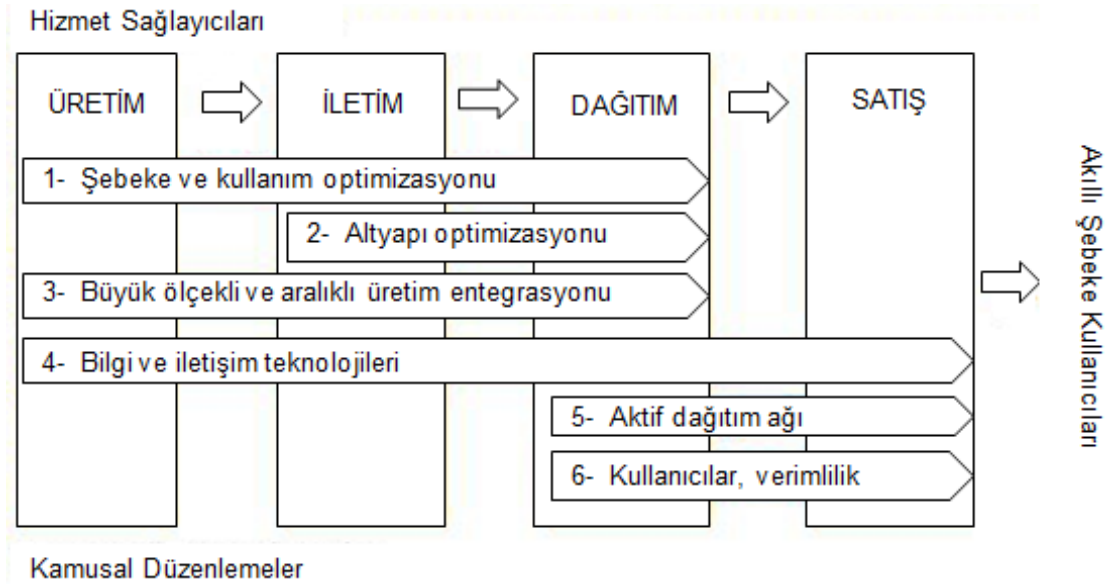 Hizmet Sağlayıcıları
ÜRETİM
İLETİM
DAĞITIM
SATIŞ
1- Şebeke ve kullanım optimizasyonu
2- Altyapı optimizasyonu
3- Büyük ölçekli ve aralıklı üretim entegrasyonu
4- Bilgi ve iletişim teknolojileri
5- Aktif dağıtım ağı
6- Kullanıcılar, verimlilik
Akıllı Şebeke Kullanıcıları
Kamusal Düzenlemeler